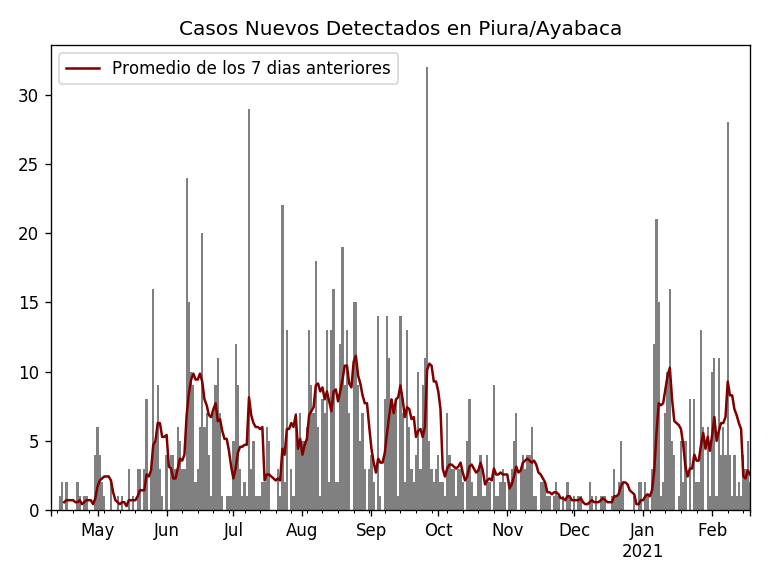 Casos Nuevos Detectados en Piura/Ayabaca
Promedio de los 7 dias anteriores
30
25
20
15
10
5
0
May Jun Jul Aug Sep Oct Nov Dec Jan Feb
2021